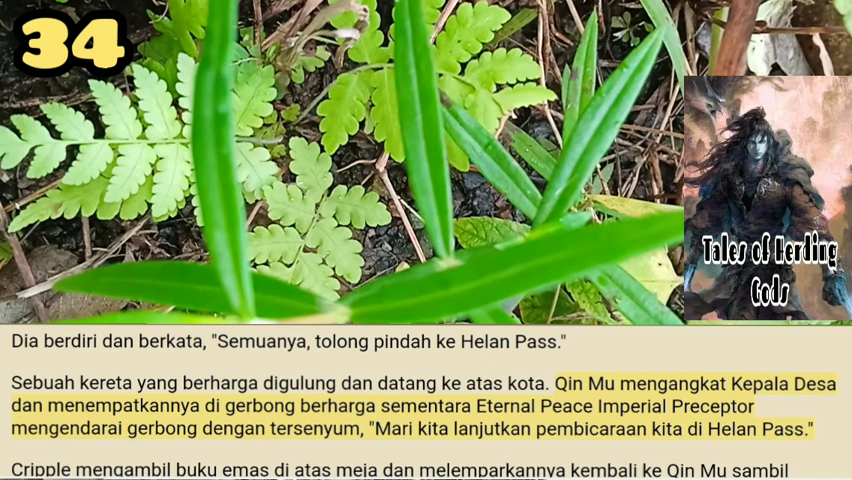 34
Tales of Herding
Gods
Dia berdiri dan berkata, "Semuanya, tolong pindah ke Helan Pass."
Sebuah kereta yang berharga digulung dan datang ke atas kota. Qin Mu mengangkat Kepala Desa
dan menempatkannya di gerbong berharga sementara Eternal Peace Imperial Preceptor
mengendarai gerbong dengan tersenyum, "Mari kita lanjutkan pembicaraan kita di Helan Pass."
Cripple mengambil buku emas di atas meja dan melemparkannya kembali ke Qin Mu sambil